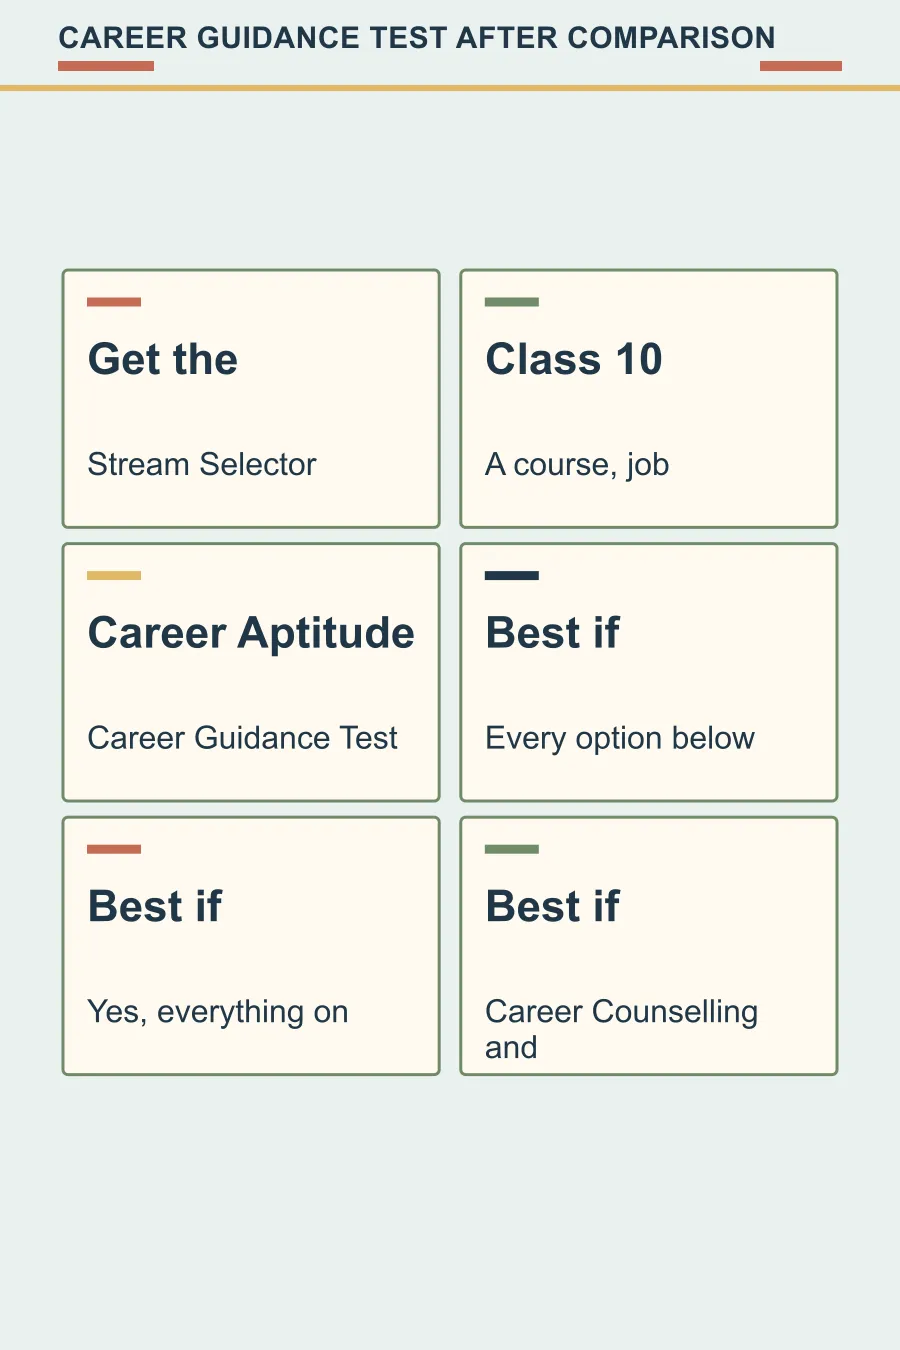 CAREER GUIDANCE TEST AFTER COMPARISON
Get the
Stream Selector
Class 10
A course, job
Career Aptitude
Career Guidance Test
Best if
Every option below
Best if
Yes, everything on
Best if
Career Counselling
and